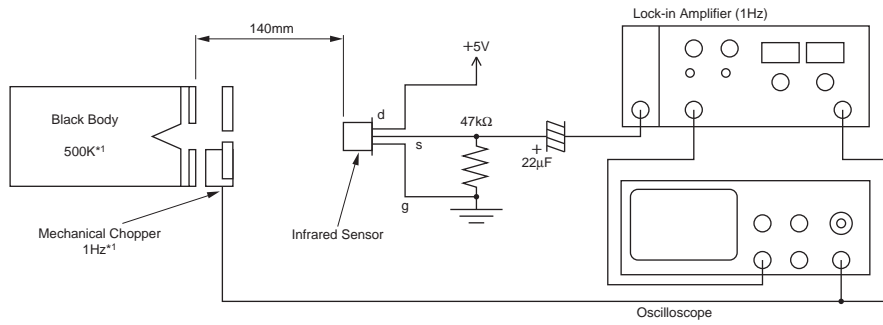 Lock-in Amplifier (1Hz)
140mm
+5V
Black Body
500K*1
d
47kΩ
s
+
22μF
g
Mechanical Chopper
1Hz*1
Infrared Sensor
Oscilloscope